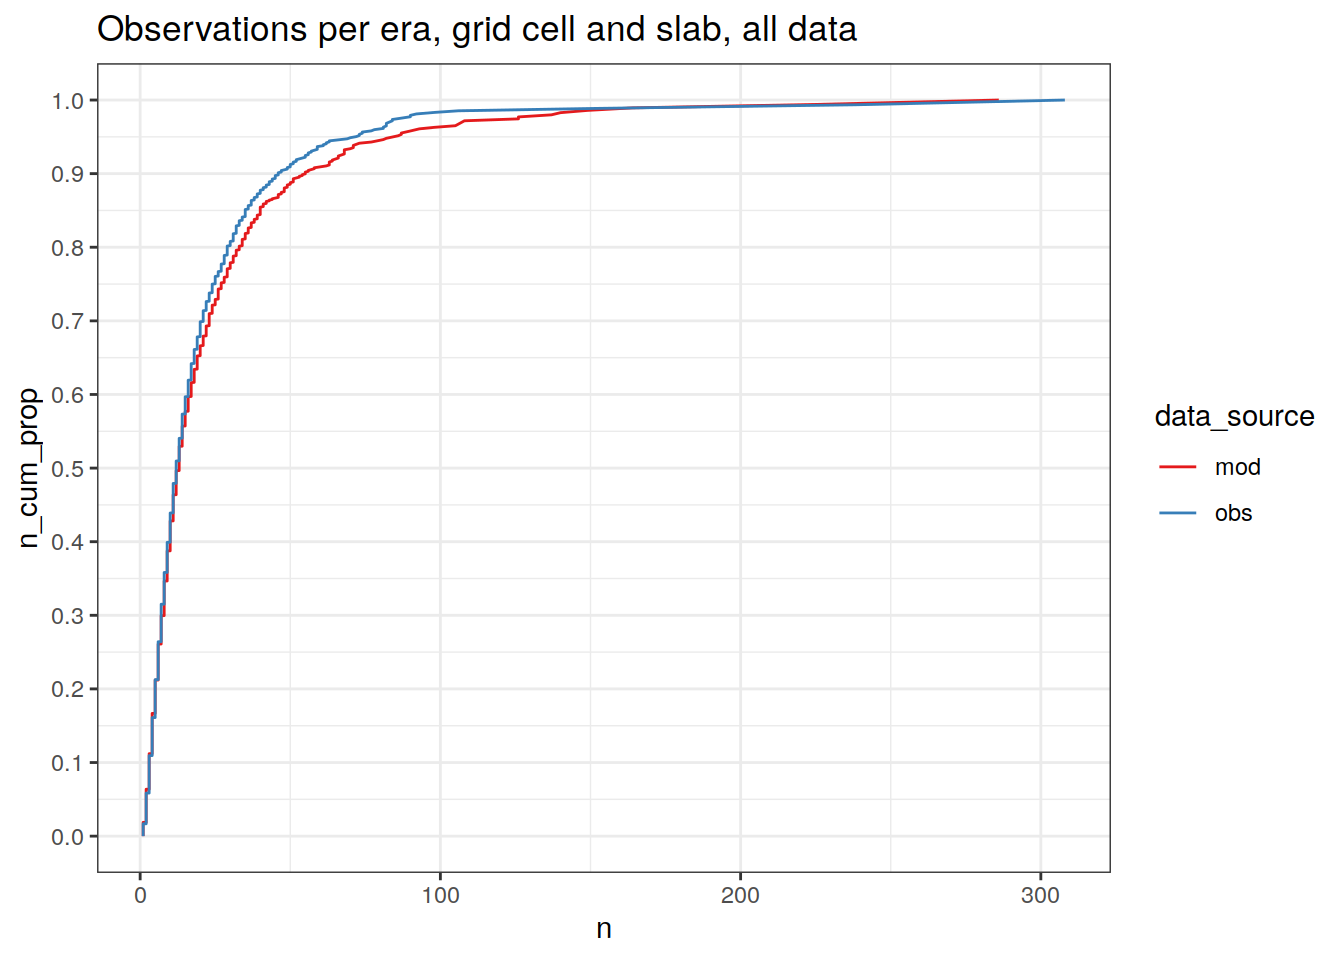 Observations per era, grid cell and slab, all data
n_cum_prop
1.0
0.9
0.8
0.7
0.6
0.5
0.4
0.3
0.2
0.1
0.0
0
100
200
300
n
data_source
mod
obs